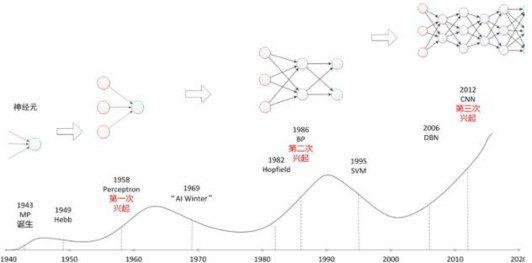 神经元
1943
MP
诞生
1949
Hebb
1958
Perceptron
第一次
兴起
1969
“AI Winter”
1982
Hopfield
1986
BP
第二次
兴起
1995
SVM
2006
DBN
2012
CNN
第三次
兴起
1940 1950 1960 1970 1980 1990 2000 2010 2020